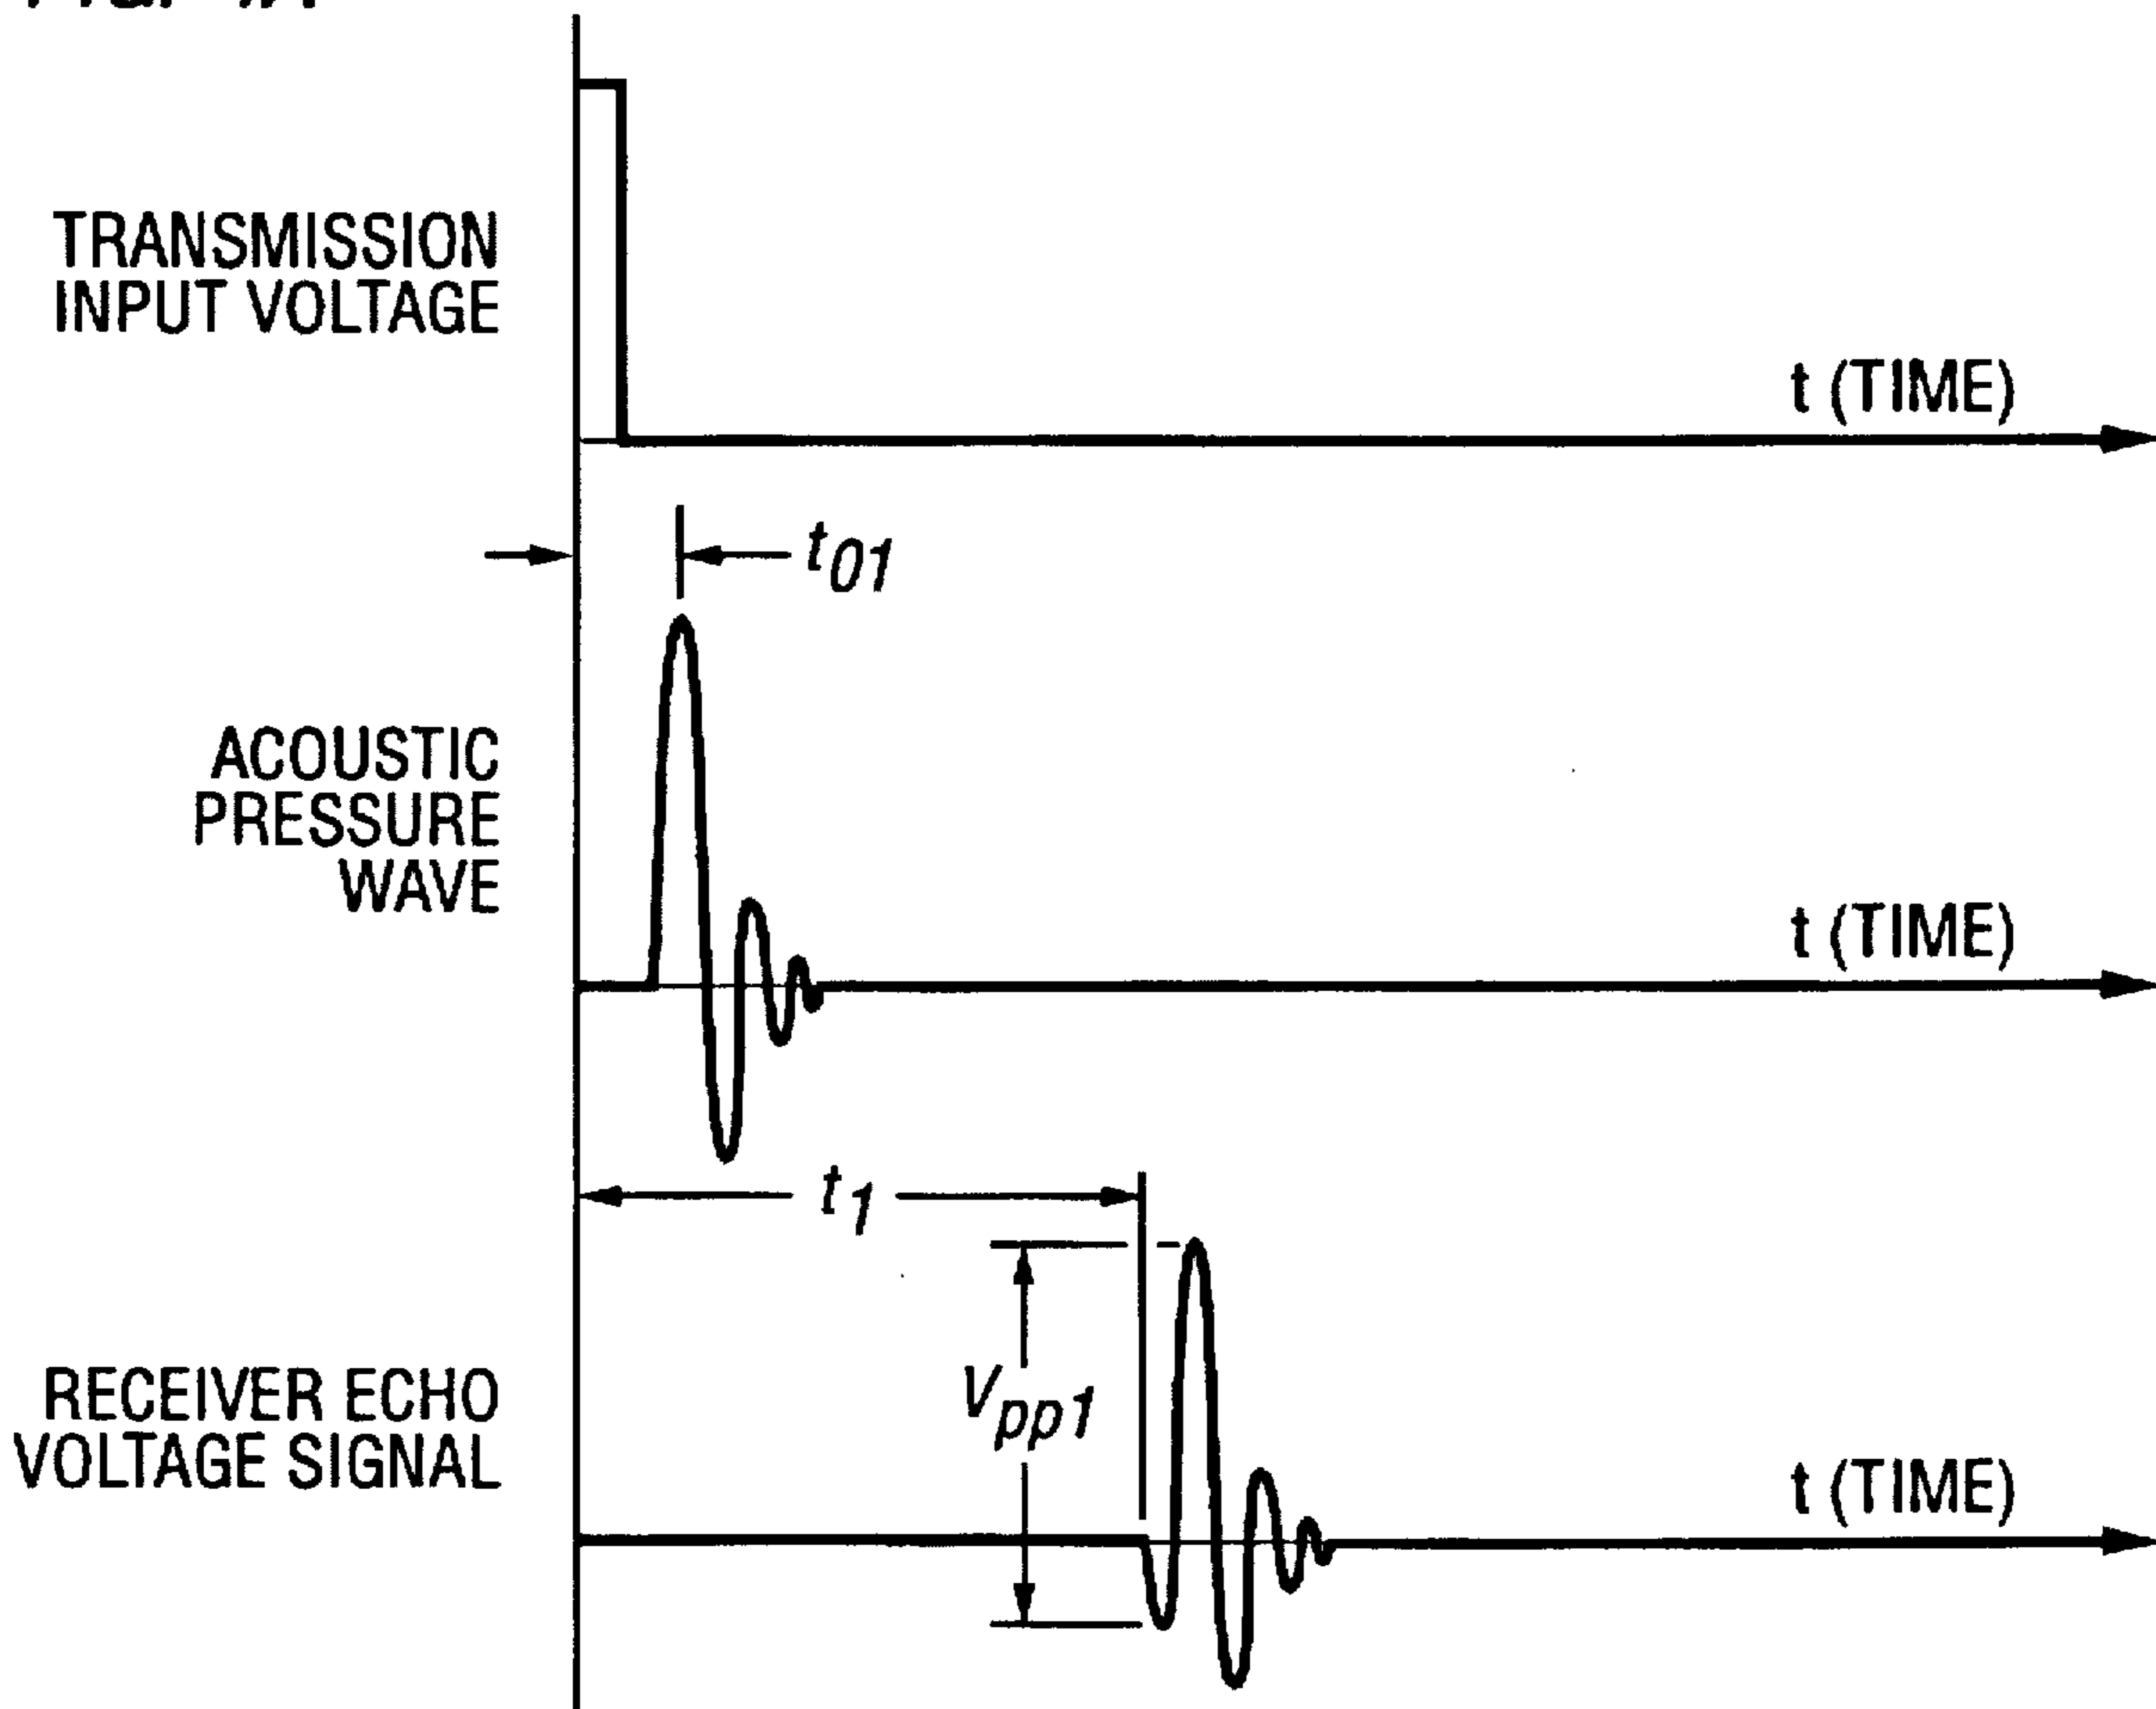 TRANSMISSION
INPUT VOLTAGE
t (TIME)
t01
ACOUSTIC
PRESSURE
WAVE
t (TIME)
t1
Vpp1
RECEIVER ECHO
VOLTAGE SIGNAL
t (TIME)